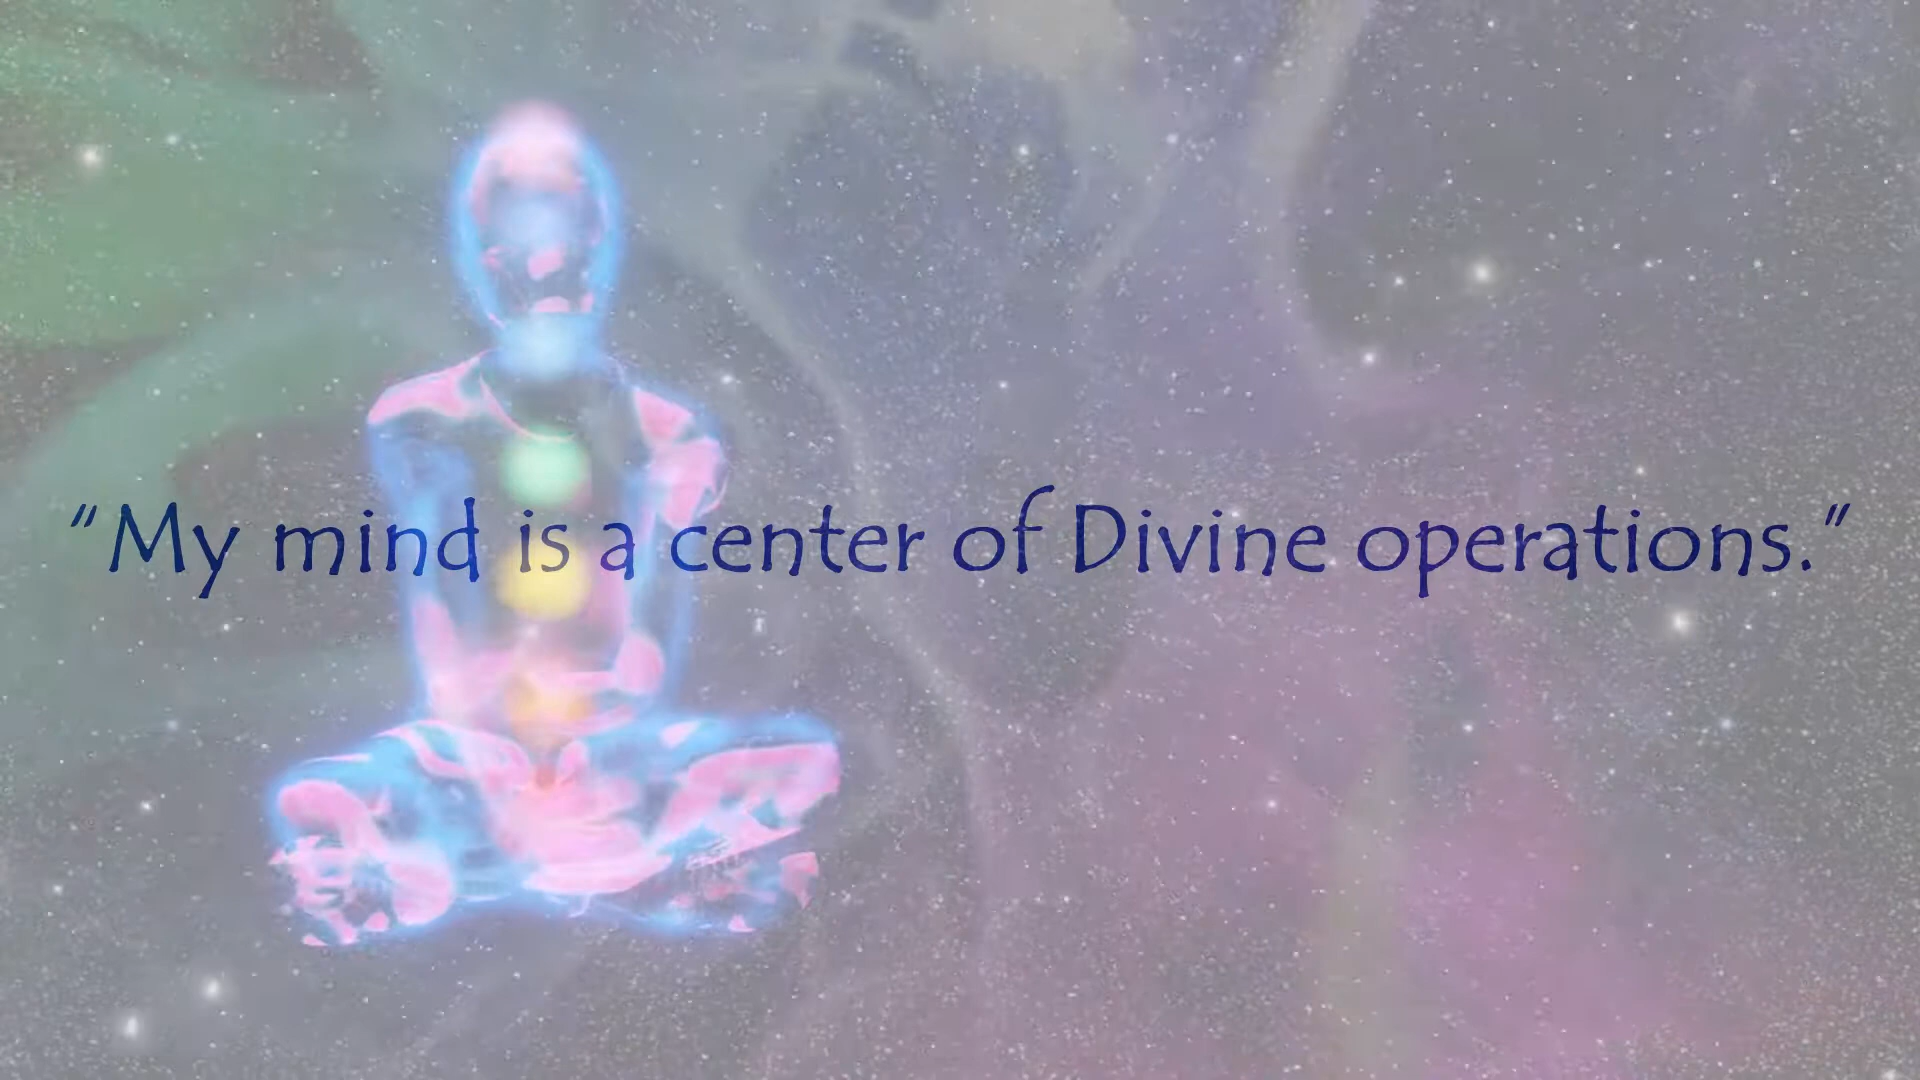 “My mind is a center of Divine operations.”